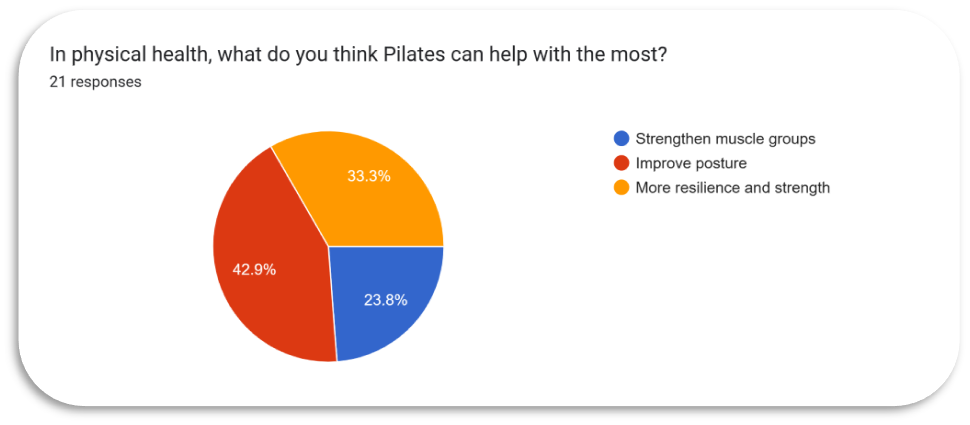 In physical health, what do you think Pilates can help with the most?
21 responses
33.3%
42.9%
23.8%
Strengthen muscle groups
Improve posture
More resilience and strength